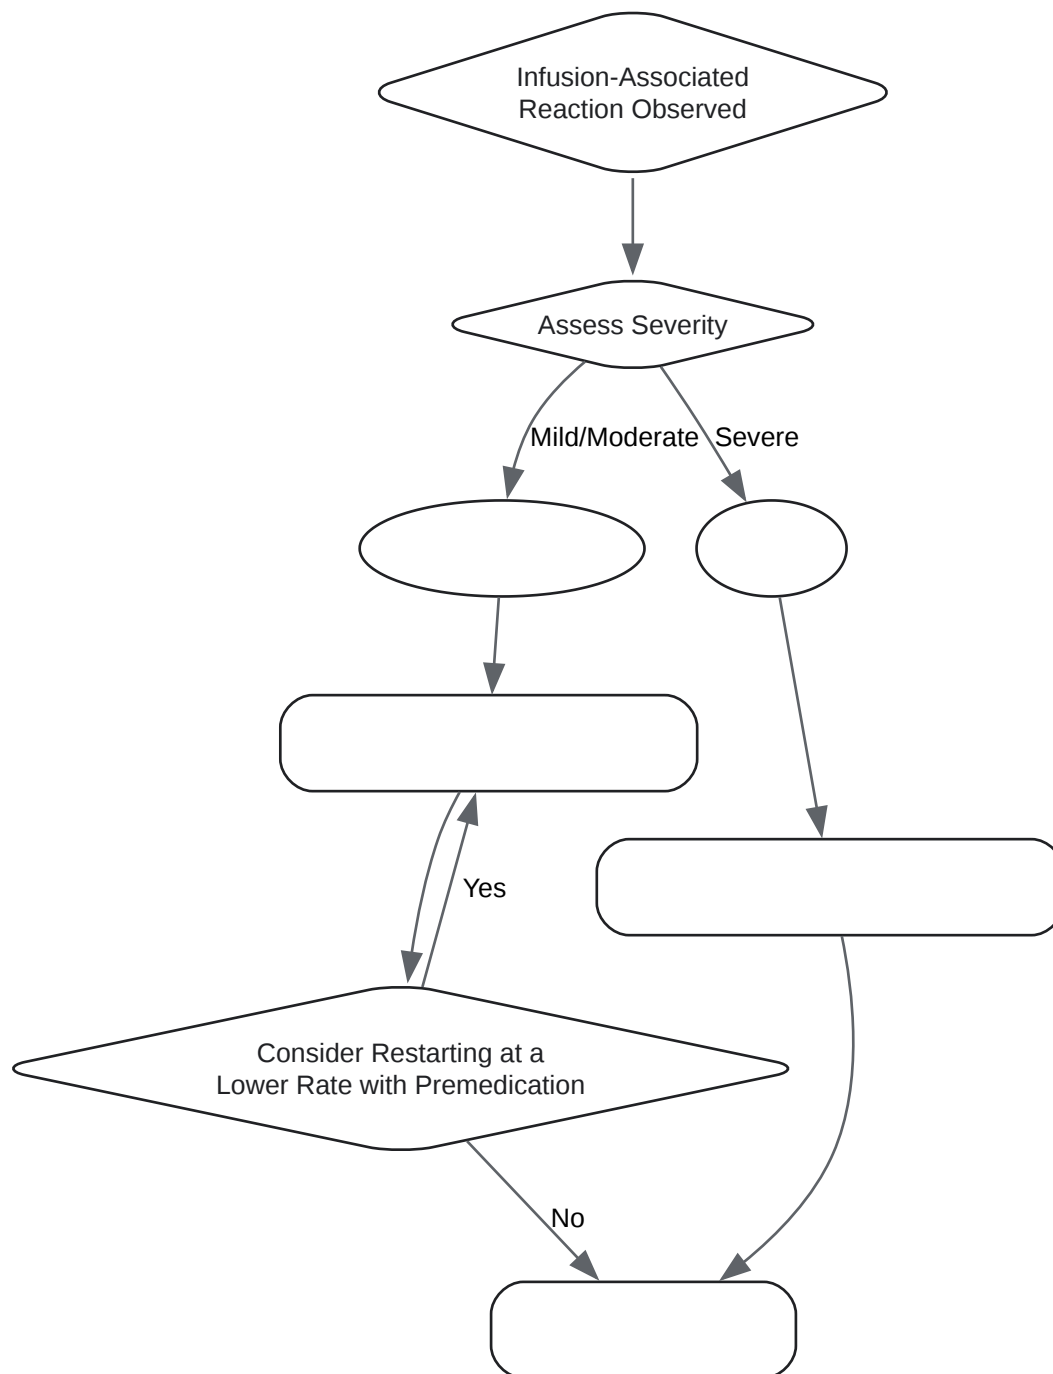 Infusion-Associated
Reaction Observed
Assess Severity
Mild/Moderate
Severe
Yes
Consider Restarting at a
Lower Rate with Premedication
No